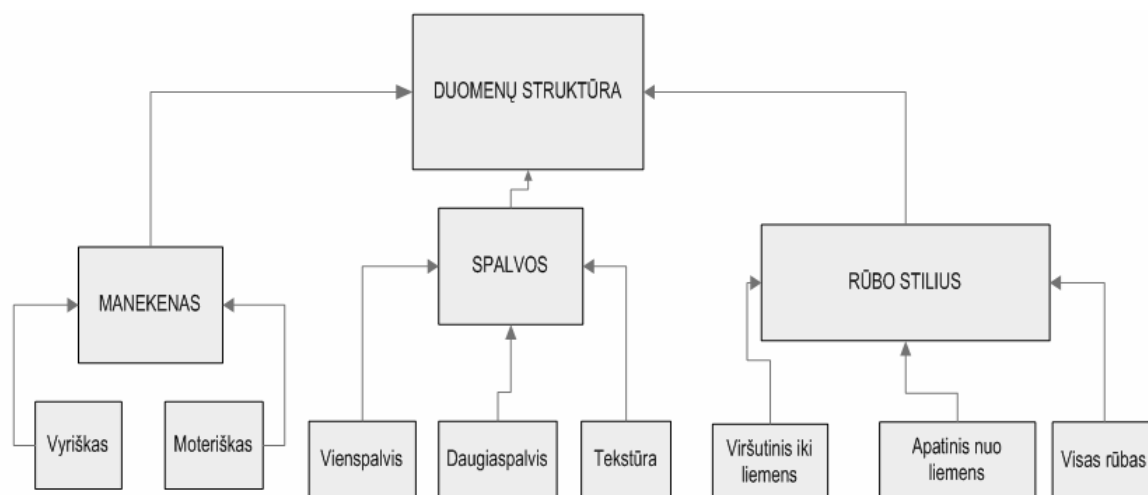 DUOMENŲ STRUKTŪRA
SPALVOS
MANEKENAS
RŪBO STILIUS
Vyriškas
Moteriškas
Vienspalvis
Daugiaspalvis
Tekstūra
Viršutinis iki
liemens
Apatinis nuo
liemens
Visas rūbas